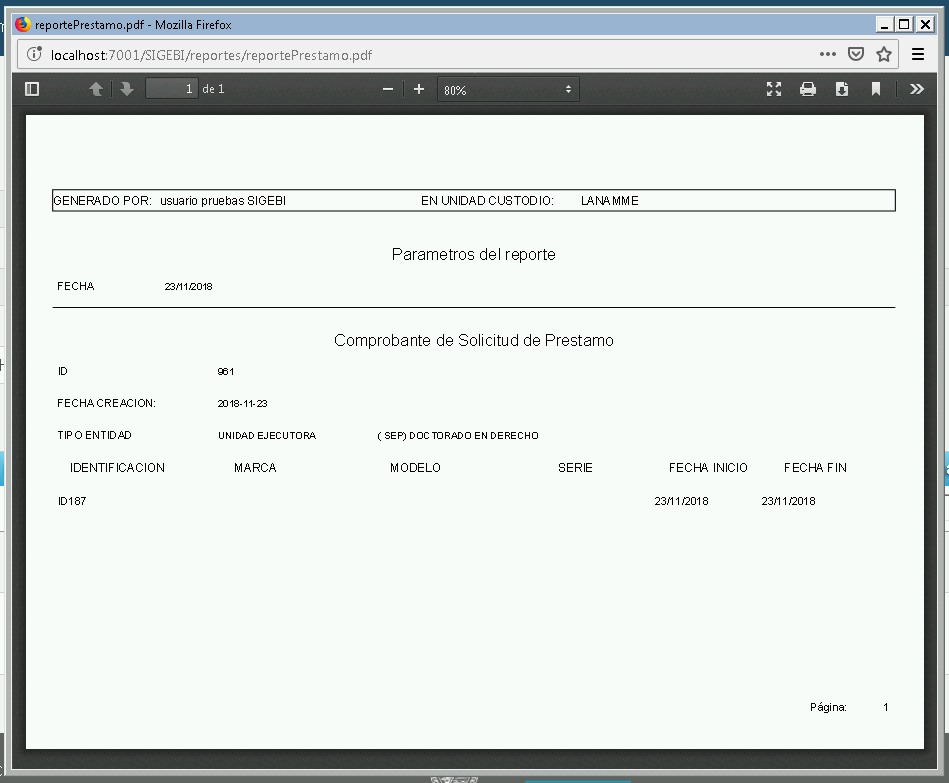 reportePrestamo.pdf - Mozilla Firefox
localhost:7001/SIGEBI/reportes/reportePrestamo.pdf
1 de 1 80%
GENERADO POR: usuario pruebas SIGEBI EN UNIDAD CUSTODIO: LANAMME
Parametros del reporte
FECHA 23/11/2018
Comprobante de Solicitud de Prestamo
ID 961
FECHA CREACION: 2018-11-23
TIPO ENTIDAD UNIDAD EJECUTORA ( SEP) DOCTORADO EN DERECHO
IDENTIFICACION MARCA MODELO SERIE FECHA INICIO FECHA FIN
ID187 23/11/2018 23/11/2018
Página: 1